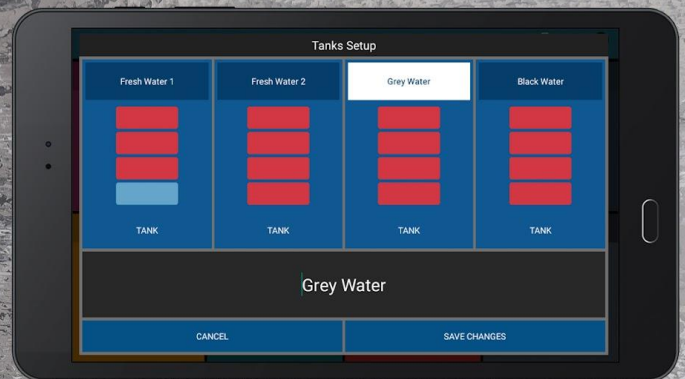 Tanks Setup
Fresh Water 1
Fresh Water 2
Grey Water
Black Water
TANK
TANK
TANK
TANK
Grey Water
CANCEL
SAVE CHANGES